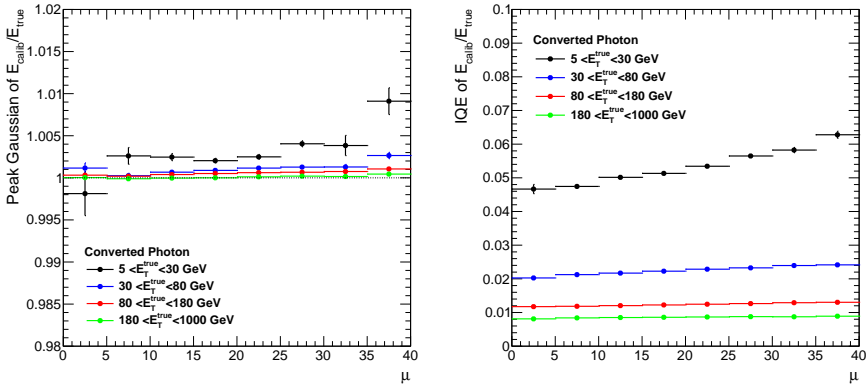 Peak Gaussian of E_calib/E_true
1.02
1.015
1.01
1.005
1
0.995
0.99
0.985
0.98
Converted Photon
5 <E_T^true<30 GeV
30 <E_T^true<80 GeV
80 <E_T^true<180 GeV
180 <E_T^true<1000 GeV
0 5 10 15 20 25 30 35 40
μ
IQE of E_calib/E_true
0.1
0.09
0.08
0.07
0.06
0.05
0.04
0.03
0.02
0.01
0
Converted Photon
5 <E_T^true<30 GeV
30 <E_T^true<80 GeV
80 <E_T^true<180 GeV
180 <E_T^true<1000 GeV
0 5 10 15 20 25 30 35 40
μ